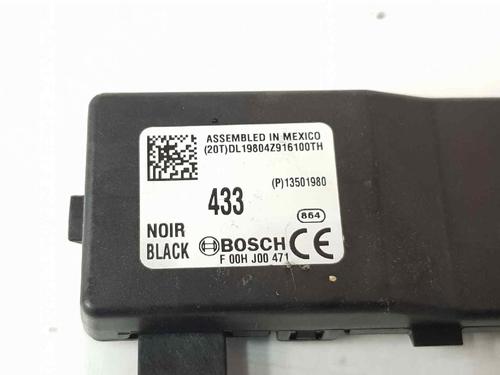 ASSEMBLED IN MEXICO
(20T)DL19804Z916100TH
(P)13501980
433
864
NOIR
BLACK
BOSCH CE
F 00H J00 471